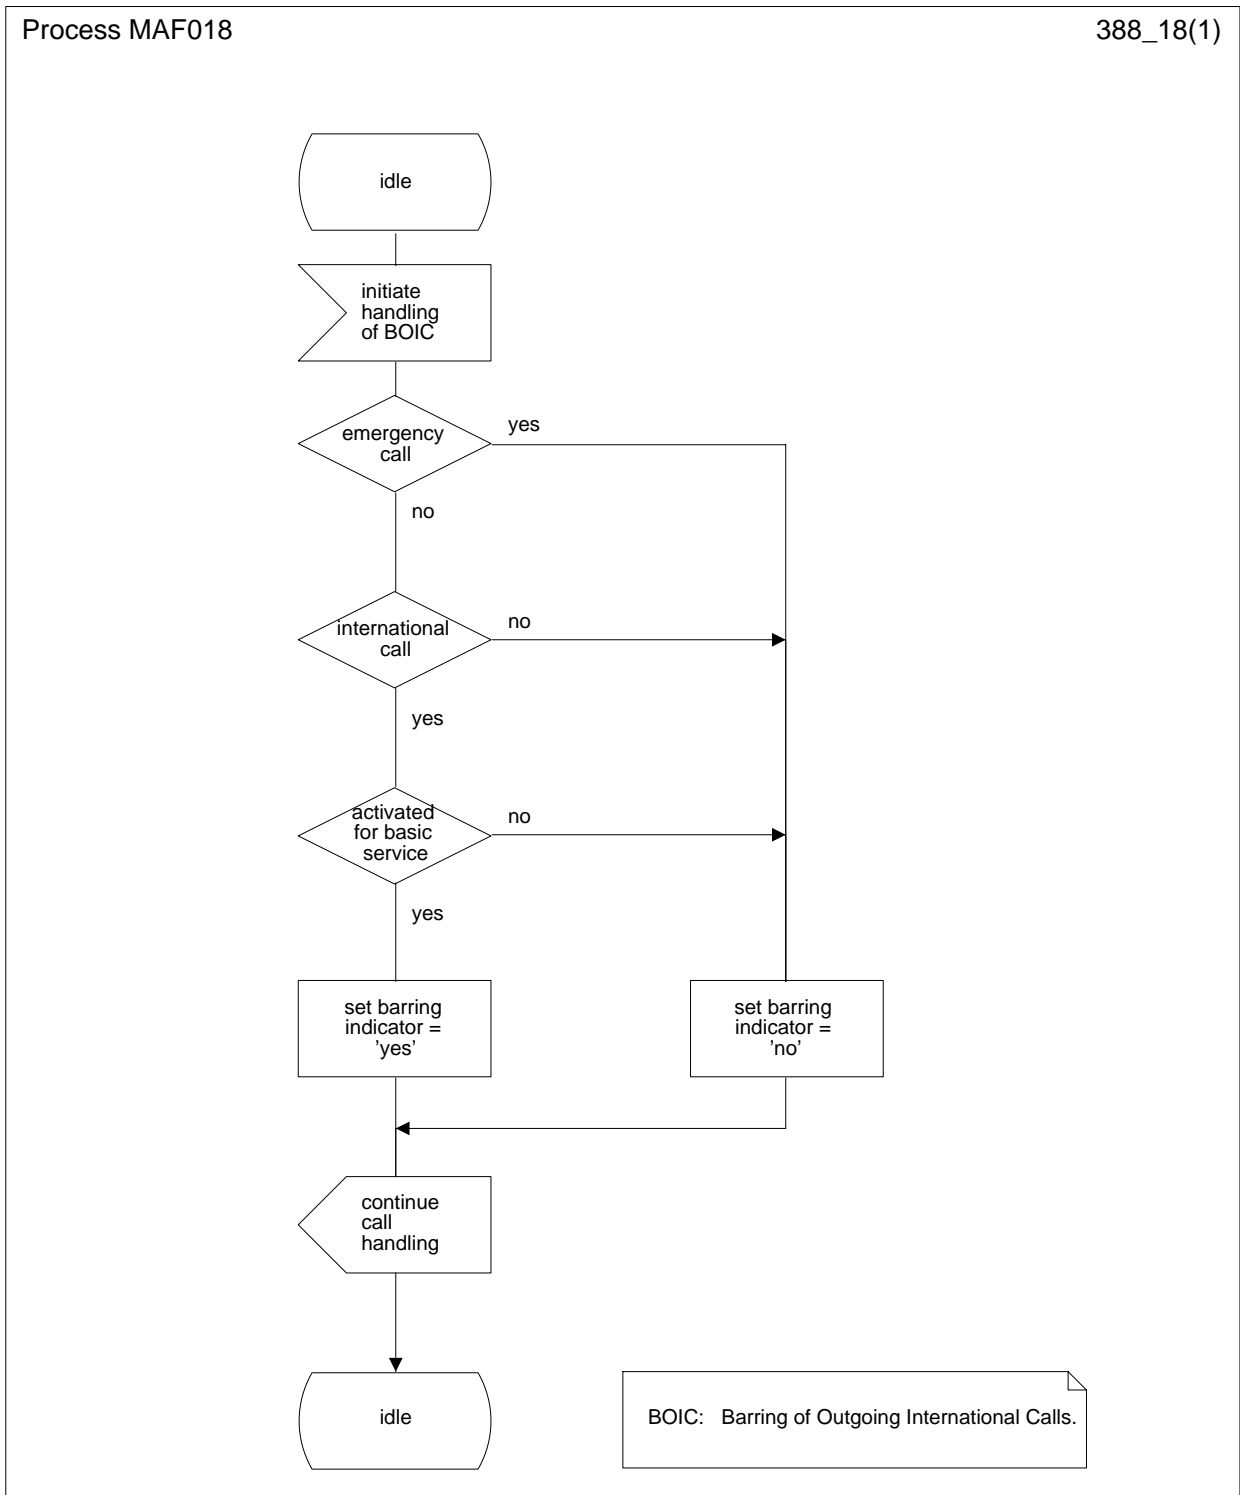 Process MAF018
388_18(1)
idle
initiate
handling
of BOIC
emergency
call
yes
no
international
call
no
yes
activated
for basic
service
no
yes
set barring
indicator =
’yes’
set barring
indicator =
’no’
continue
call
handling
idle
BOIC: Barring of Outgoing International Calls.